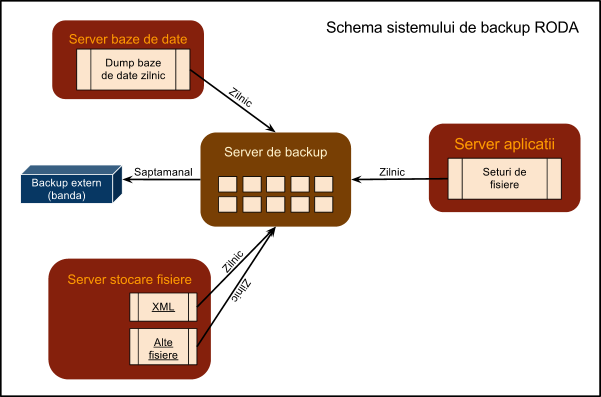 Schema sistemului de backup RODA
Server baze de date
Dump baze
de date zilnic
Zilnic
Server de backup
Server aplicatii
Seturi de
fisiere
Zilnic
Saptamanal
Backup extern
(banda)
Server stocare fisiere
XML
Alte
fisiere
Zilnic
Zilnic